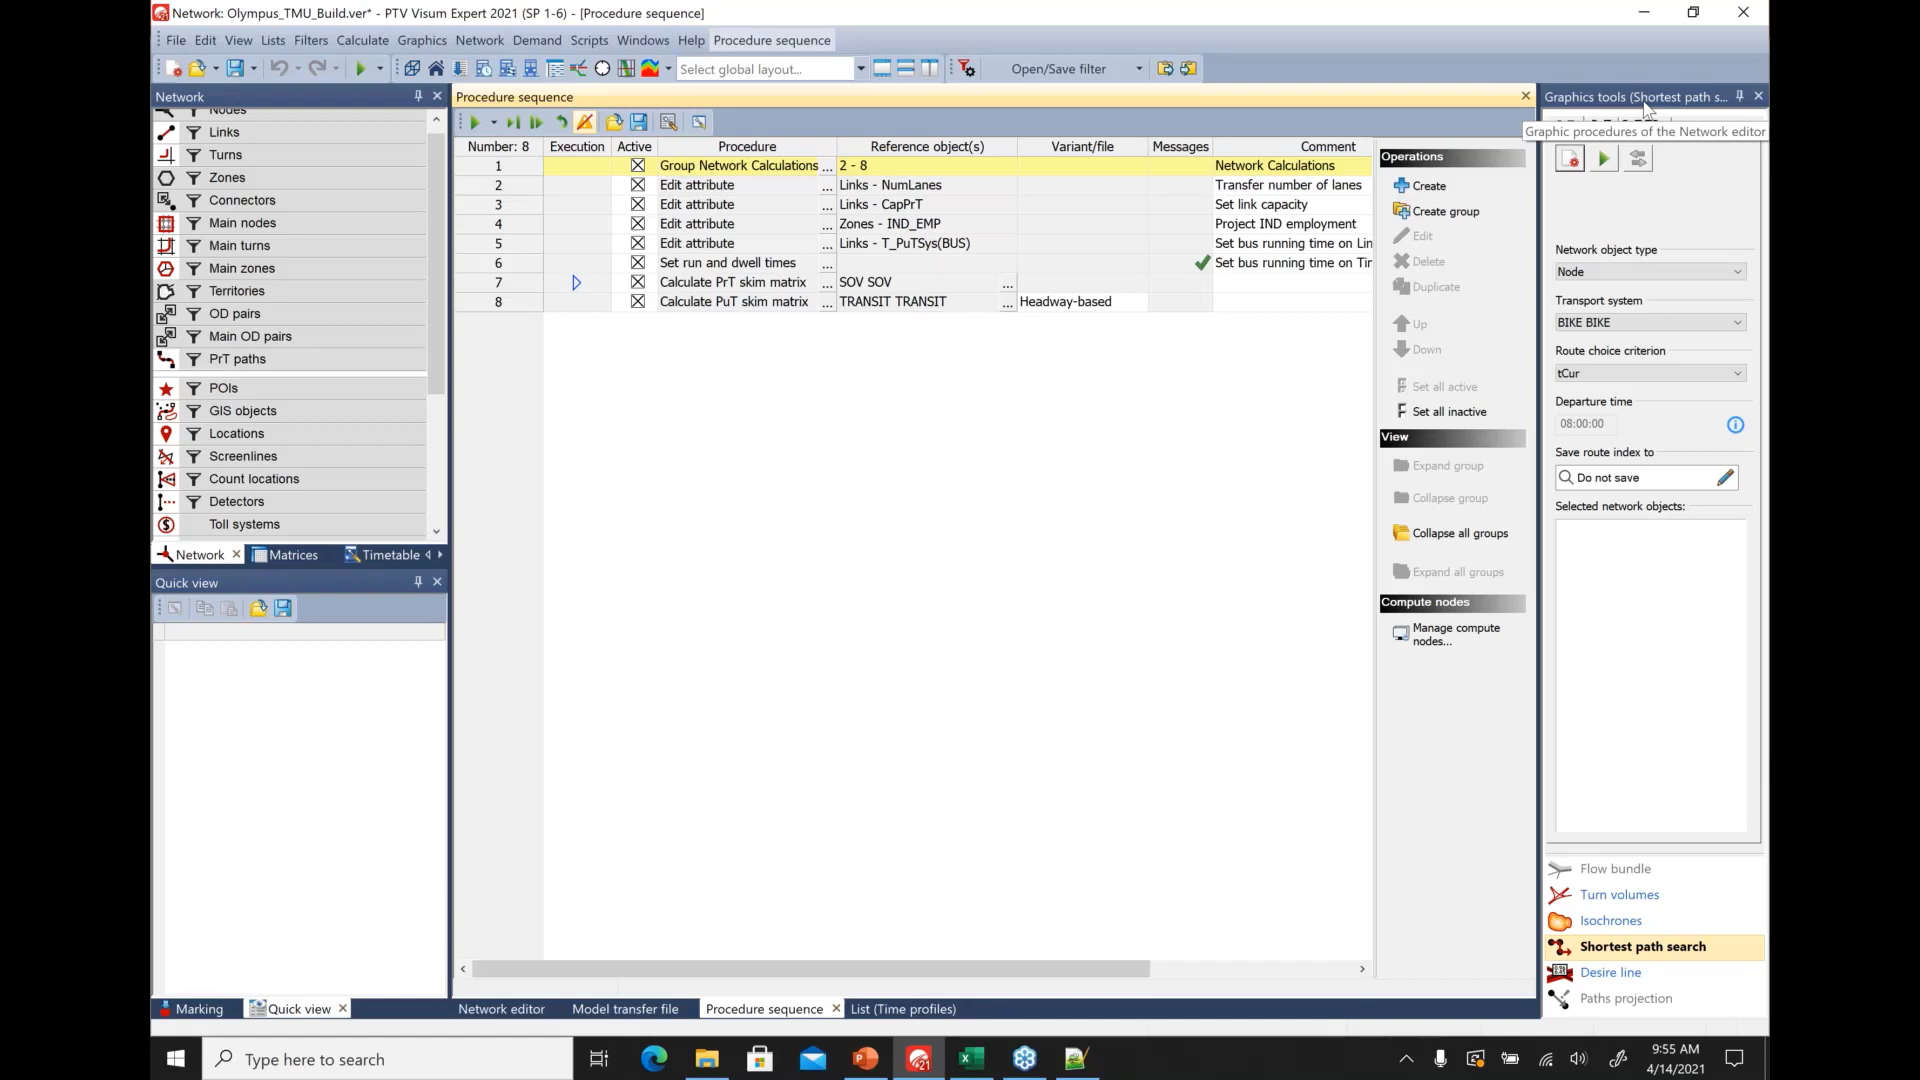 Network: Olympus_TMU_Build.ver* - PTV Visum Expert 2021 (SP 1-6) - [Procedure sequence]
File Edit View Lists Filters Calculate Graphics Network Demand Scripts Windows Help Procedure sequence
Select global layout... Open/Save filter
Network
Nodes
Links
Turns
Zones
Connectors
Main nodes
Main turns
Main zones
Territories
OD pairs
Main OD pairs
PrT paths
POIs
GIS objects
Locations
Screenlines
Count locations
Detectors
Toll systems
Network Matrices Timetable
Quick view
Marking Quick view
Procedure sequence
Number: 8 Execution Active Procedure Reference object(s) Variant/file Messages Comment
1 Group Network Calculations ... 2 - 8 Network Calculations
2 Edit attribute ... Links - NumLanes Transfer number of lanes
3 Edit attribute ... Links - CapPrT Set link capacity
4 Edit attribute ... Zones - IND_EMP Project IND employment
5 Edit attribute ... Links - T_PuTSys(BUS) Set bus running time on Lin
6 Set run and dwell times ... Set bus running time on Tir
7 Calculate PrT skim matrix ... SOV SOV ...
8 Calculate PuT skim matrix ... TRANSIT TRANSIT ... Headway-based
Operations
Create
Create group
Edit
Delete
Duplicate
Up
Down
Set all active
Set all inactive
View
Expand group
Collapse group
Collapse all groups
Expand all groups
Compute nodes
Manage compute
nodes...
Network editor Model transfer file Procedure sequence List (Time profiles)
Graphics tools (Shortest path s...
Graphic procedures of the Network editor
Network object type
Node
Transport system
BIKE BIKE
Route choice criterion
tCur
Departure time
08:00:00
Save route index to
Do not save
Selected network objects:
Flow bundle
Turn volumes
Isochrones
Shortest path search
Desire line
Paths projection
Type here to search
21
9:55 AM
4/14/2021